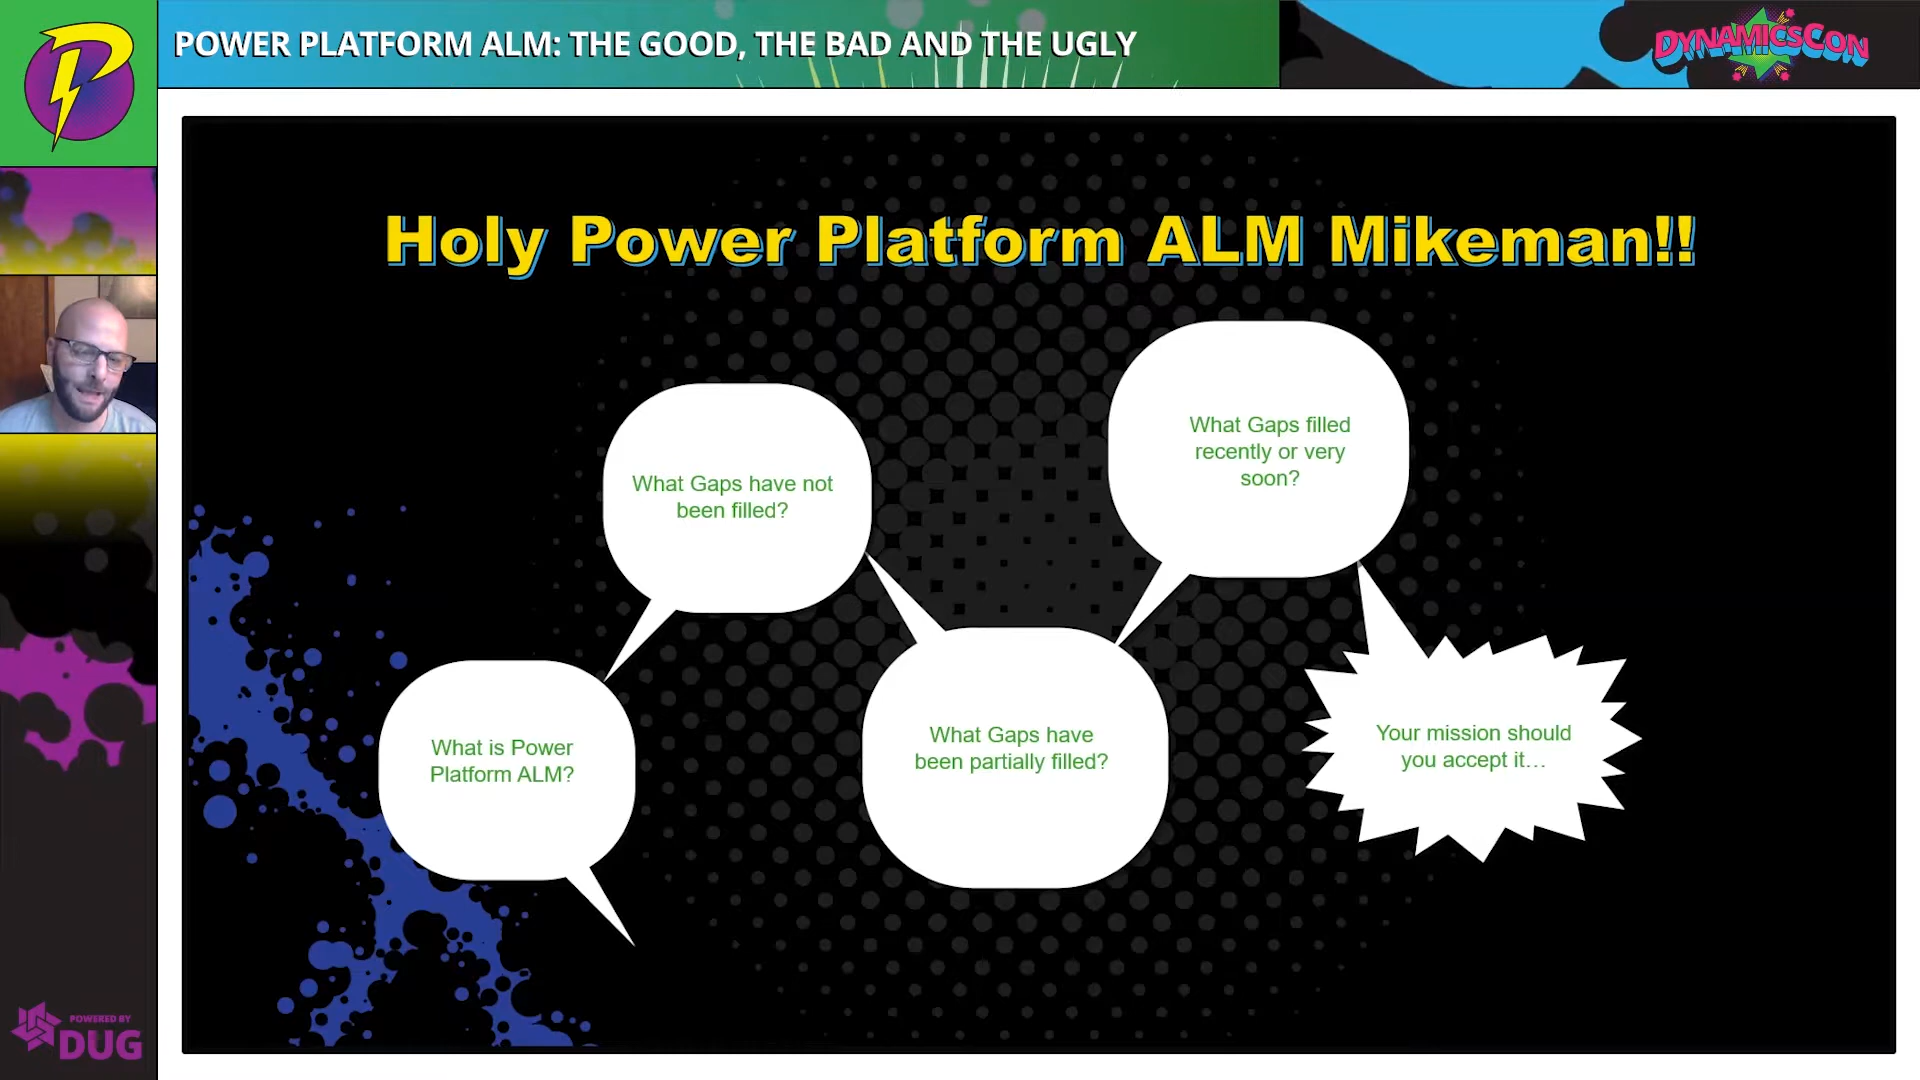 POWER PLATFORM ALM: THE GOOD, THE BAD AND THE UGLY
DYNAMICSCON
Holy Power Platform ALM Mikeman!!
What is Power
Platform ALM?
What Gaps have not
been filled?
What Gaps have
been partially filled?
What Gaps filled
recently or very
soon?
Your mission should
you accept it...
POWERED BY
DUG